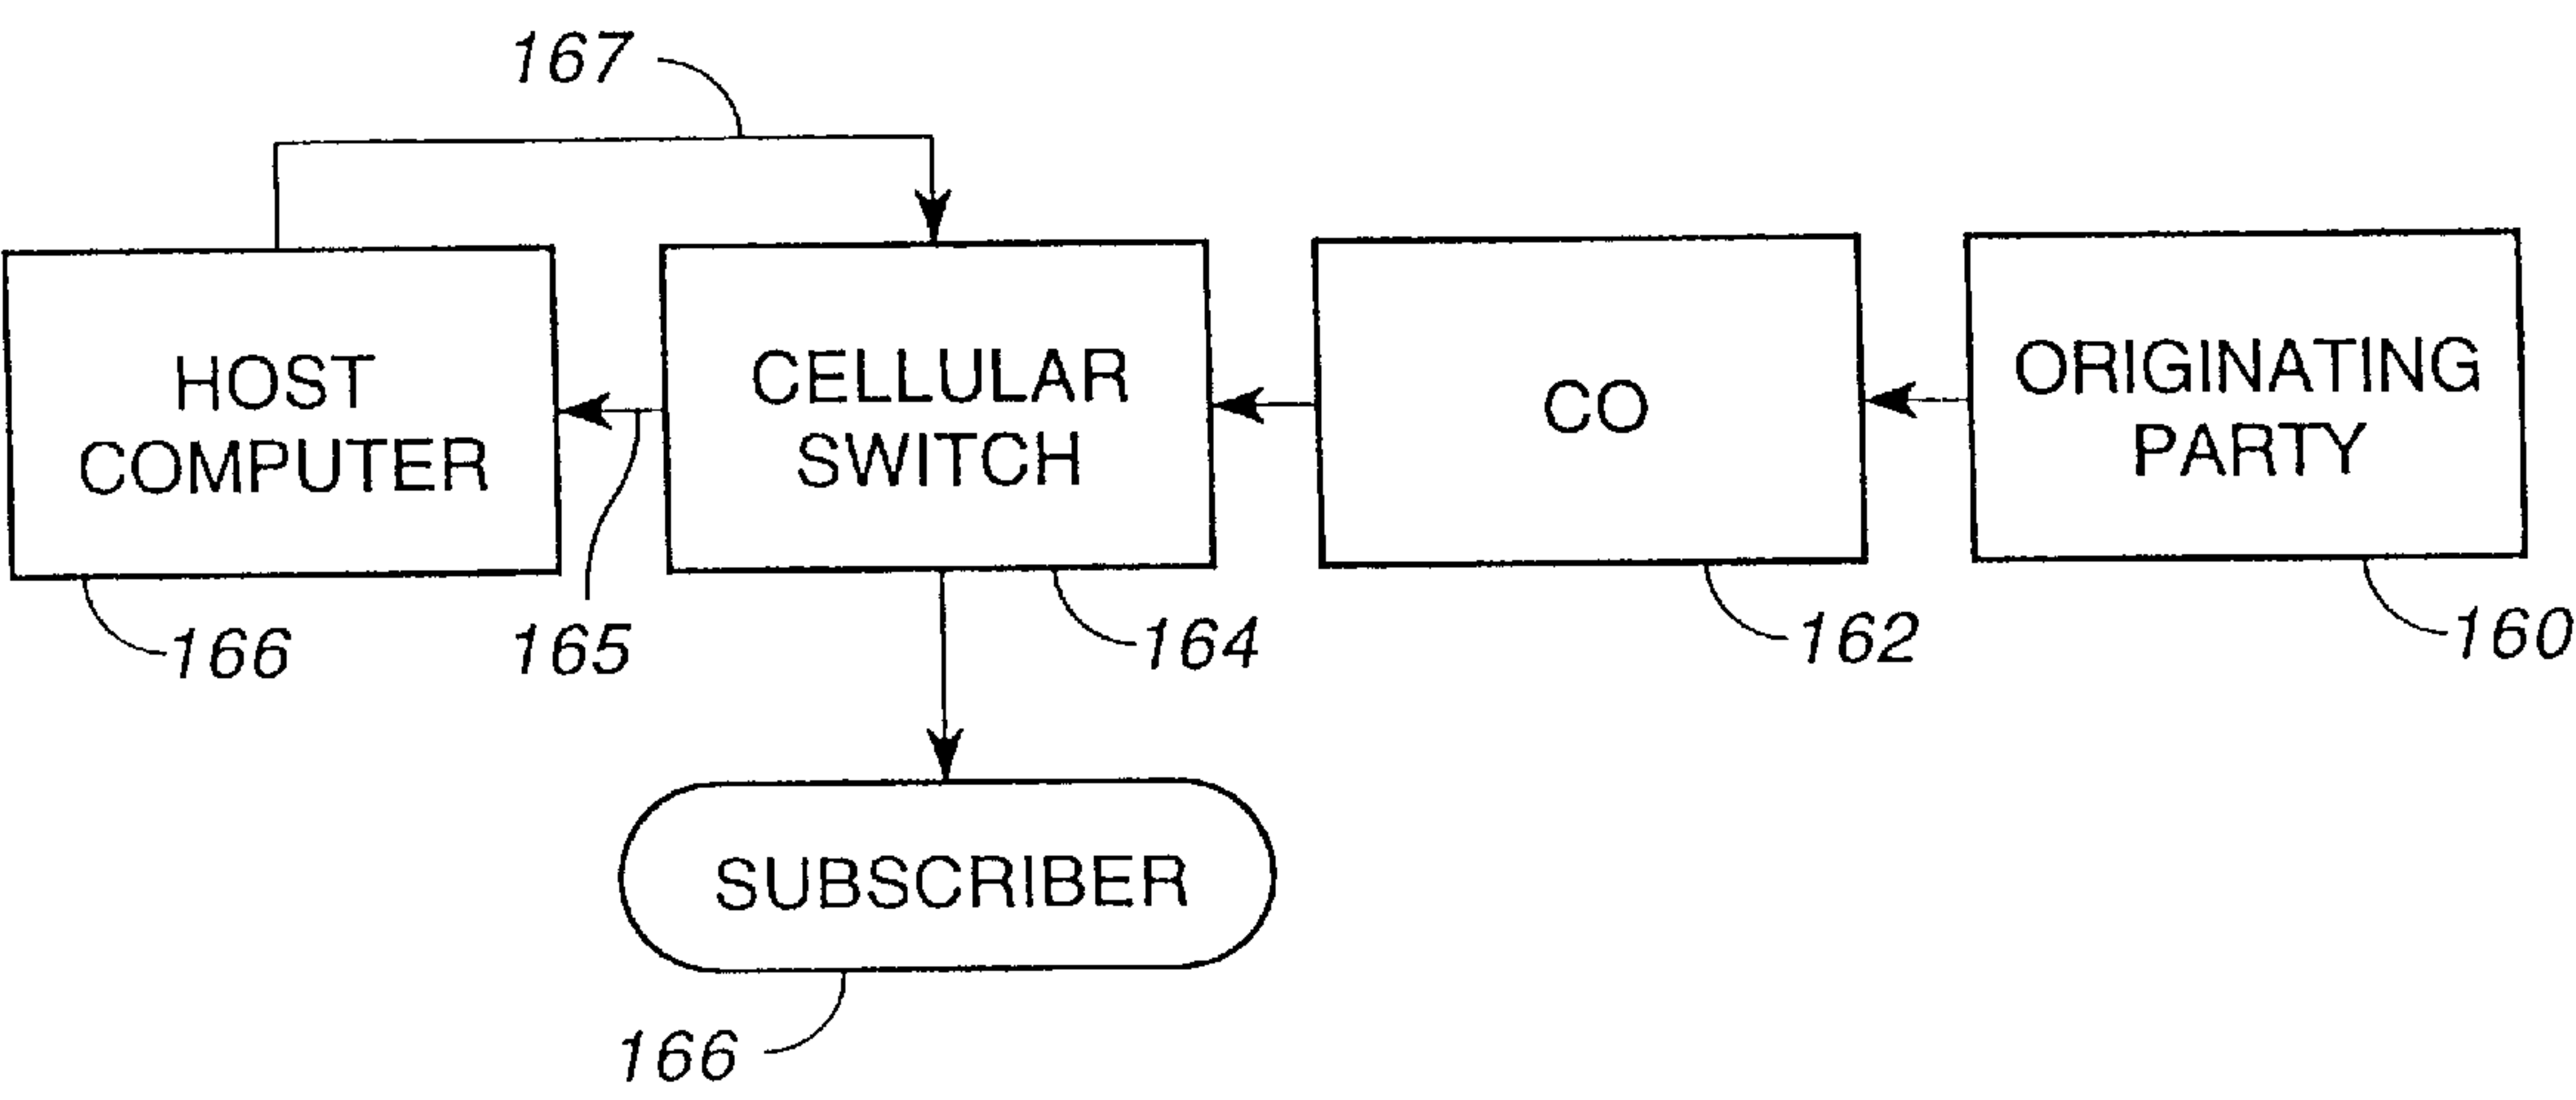 167
HOST
COMPUTER
CELLULAR
SWITCH
CO
ORIGINATING
PARTY
166
165
164
162
160
SUBSCRIBER
166